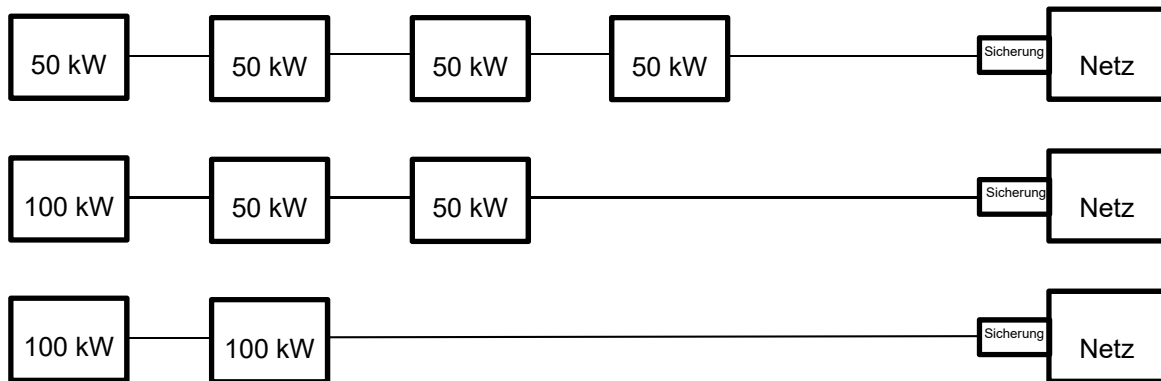 50 kW 50 kW 50 kW 50 kW Sicherung Netz
100 kW 50 kW 50 kW Sicherung Netz
100 kW 100 kW Sicherung Netz